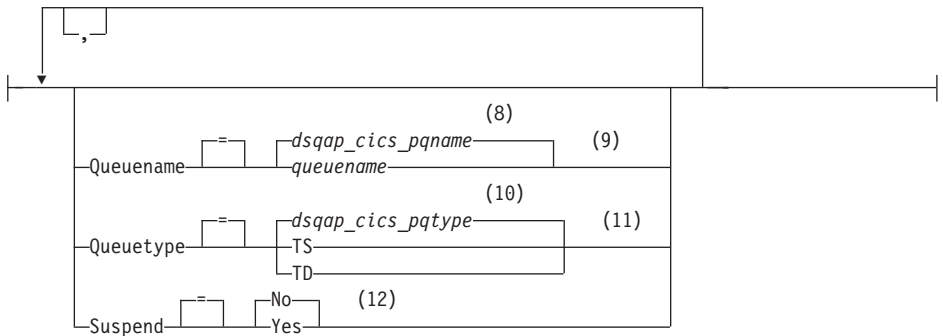 ,
(8)
= dsqap_cics_pqname (9)
Queuename queuename
(10)
= dsqap_cics_pqtype (11)
Queuetype TS
TD
= No (12)
Suspend Yes